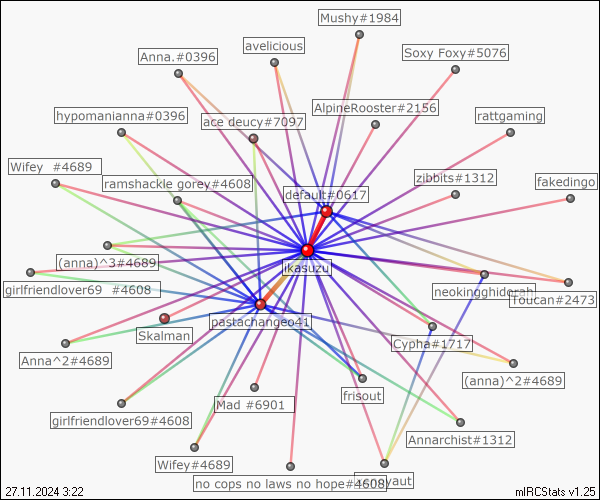 Mushy#1984
avelicious
Soxy Foxy#5076
Anna.#0396
AlpineRooster#2156
hypomanianna#0396
ace deucy#7097
rattgaming
Wifey #4689
ramshackle gorey#4608
zibbits#1312
fakedingo
default#0617
(anna)^3#4689
ikasuzu
girlfriendlover69 #4608
neokingghidorah
Toucan#2473
pastachangeo41
Skalman
Cypha#1717
Anna^2#4689
(anna)^2#4689
frisout
Mad #6901
girlfriendlover69#4608
Annarchist#1312
Wifey#4689
no cops no laws no hope#4608
27.11.2024 3:22
mIRCStats v1.25